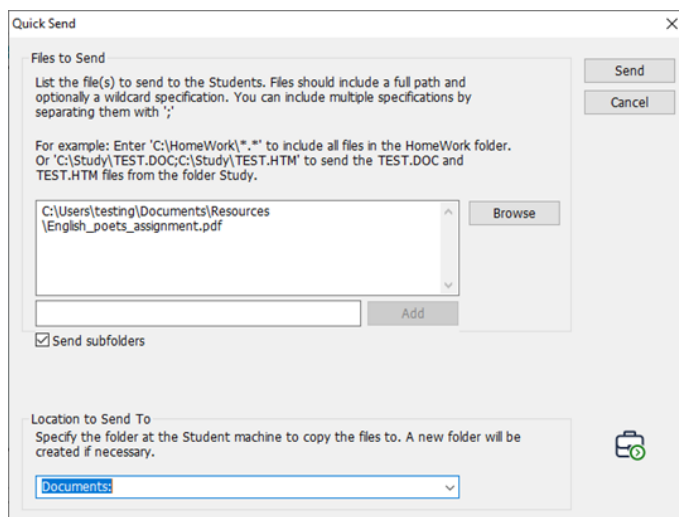 Quick Send
Files to Send
List the file(s) to send to the Students. Files should include a full path and
optionally a wildcard specification. You can include multiple specifications by
separating them with ';'
For example: Enter 'C:\HomeWork\*.*' to include all files in the HomeWork folder.
Or 'C:\Study\TEST.DOC;C:\Study\TEST.HTM' to send the TEST.DOC and
TEST.HTM files from the folder Study.
C:\Users\testing\Documents\Resources
\English_poets_assignment.pdf
Add
Send subfolders
Send
Cancel
Browse
Location to Send To
Specify the folder at the Student machine to copy the files to. A new folder will be
created if necessary.
Documents: